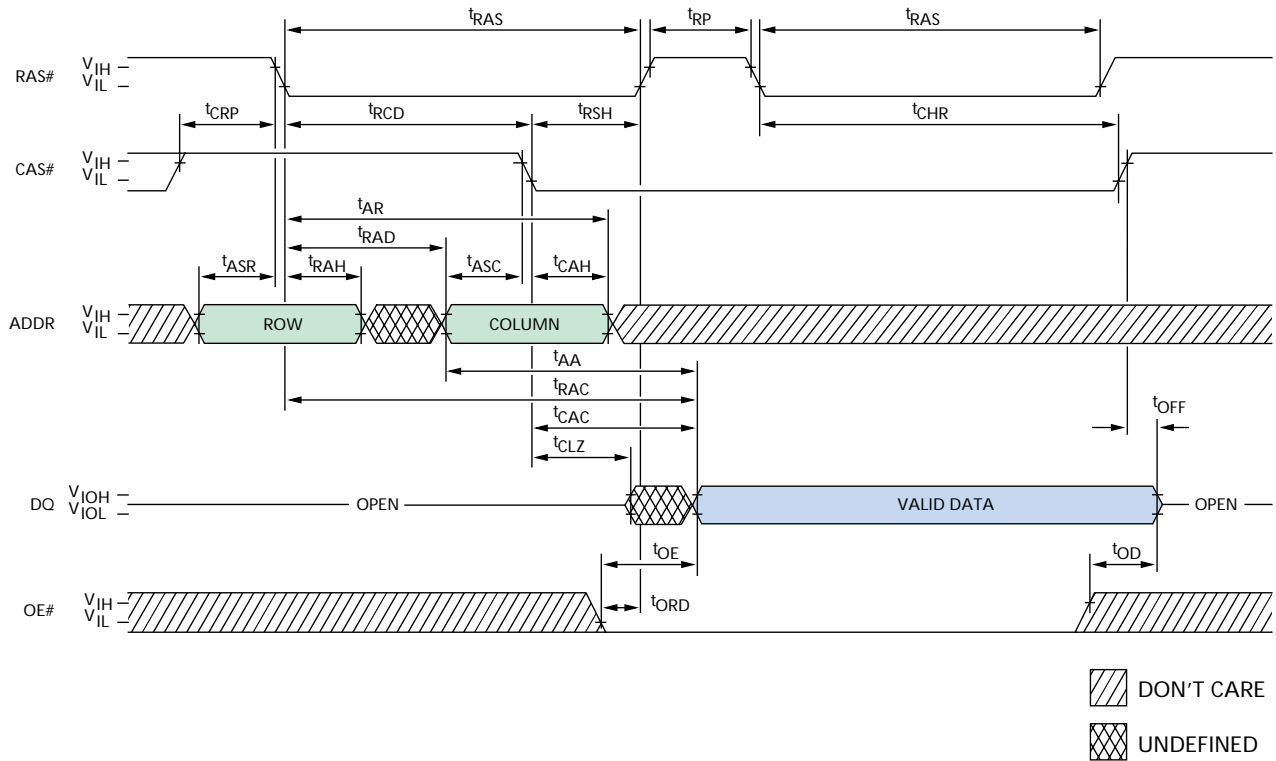 tRAS tRP tRAS
RAS# VIH
VIL
tCRP tRCD tRSH tCHR
CAS# VIH
VIL
tAR
tRAD
tASR tRAH tASC tCAH
ADDR VIH
VIL
ROW COLUMN
tAA
tRAC
tCAC tOFF
tCLZ
DQ VIOH
VIOL
OPEN VALID DATA OPEN
tOE tOD
OE# VIH
VIL
tORD
DON'T CARE
UNDEFINED